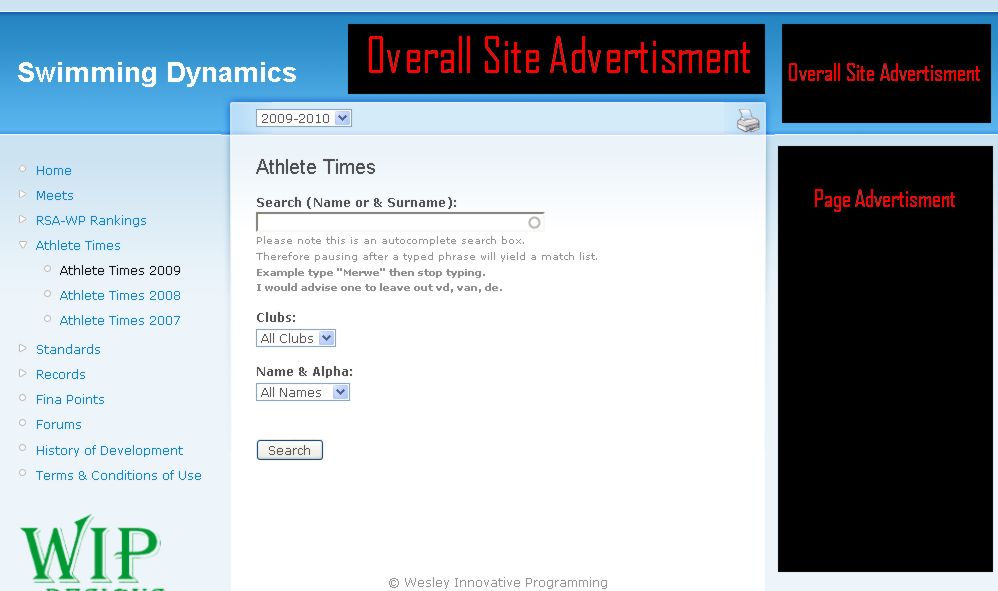 Swimming Dynamics
Overall Site Advertisment
Overall Site Advertisment
2009-2010
Home
Meets
RSA-WP Rankings
Athlete Times
Athlete Times 2009
Athlete Times 2008
Athlete Times 2007
Standards
Records
Fina Points
Forums
History of Development
Terms & Conditions of Use
WIP
DESIGNS
Athlete Times
Search (Name or & Surname):
Please note this is an autocomplete search box.
Therefore pausing after a typed phrase will yield a match list.
Example type "Merwe" then stop typing.
I would advise one to leave out vd, van, de.
Clubs:
All Clubs
Name & Alpha:
All Names
Search
Page Advertisment
© Wesley Innovative Programming